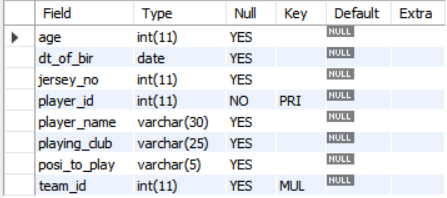 Field Type Null Key Default Extra
age int(11) YES NULL
dt_of_bir date YES NULL
jersey_no int(11) YES NULL
player_id int(11) NO PRI NULL
player_name varchar(30) YES NULL
playing_club varchar(25) YES NULL
posi_to_play varchar(5) YES NULL
team_id int(11) YES MUL NULL